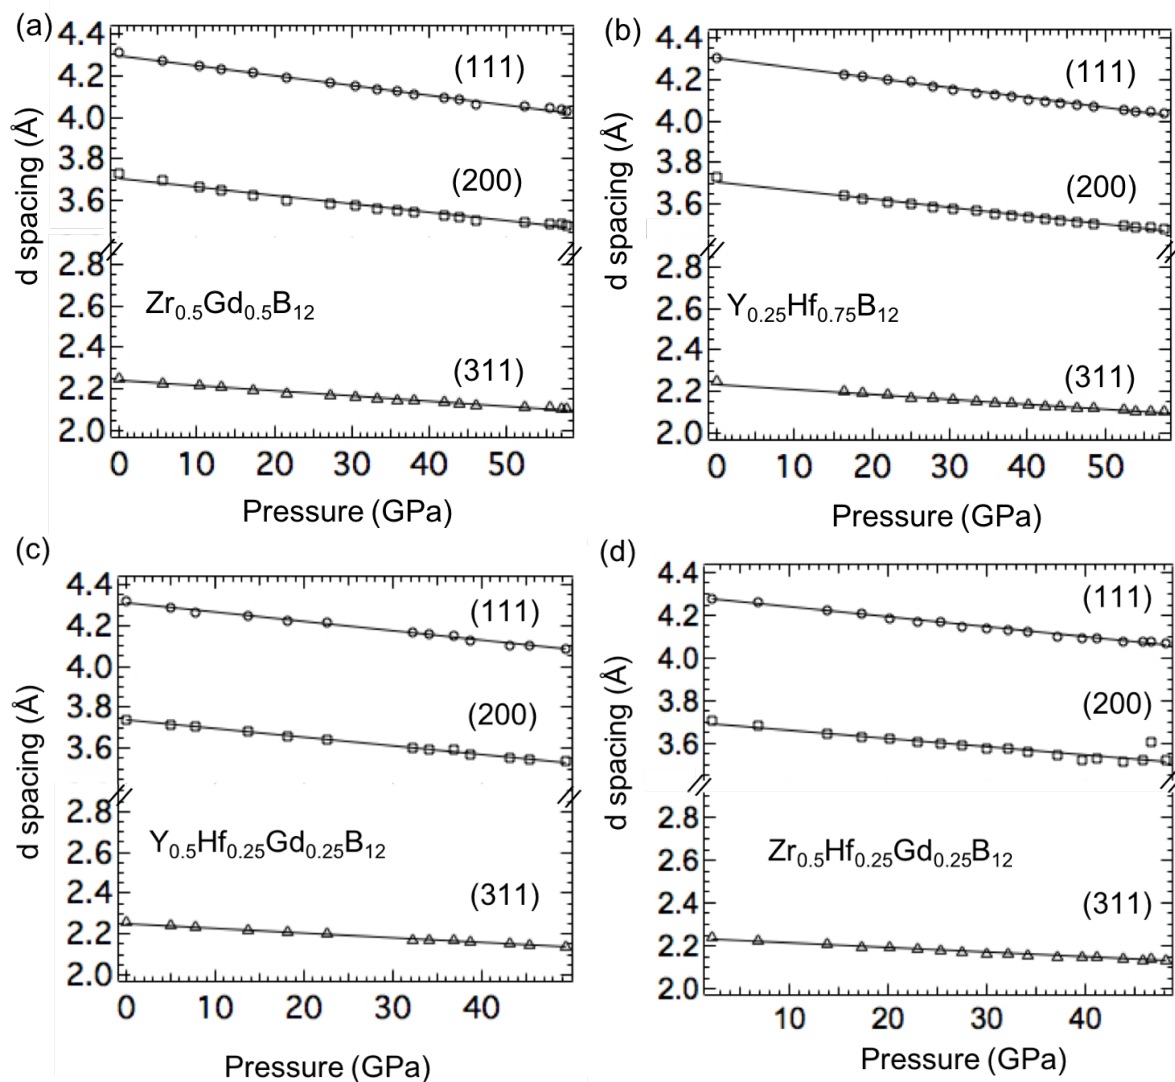 (a)
4.4
4.2
4.0
3.8
3.6
2.8
2.6
2.4
2.2
2.0
d spacing (Å)
(111)
(200)
Zr0.5Gd0.5B12
(311)
0 10 20 30 40 50
Pressure (GPa)
(b)
4.4
4.2
4.0
3.8
3.6
2.8
2.6
2.4
2.2
2.0
d spacing (Å)
(111)
(200)
Y0.25Hf0.75B12
(311)
0 10 20 30 40 50
Pressure (GPa)
(c)
4.4
4.2
4.0
3.8
3.6
2.8
2.6
2.4
2.2
2.0
d spacing (Å)
(111)
(200)
Y0.5Hf0.25Gd0.25B12
(311)
0 10 20 30 40
Pressure (GPa)
(d)
4.4
4.2
4.0
3.8
3.6
2.8
2.6
2.4
2.2
2.0
d spacing (Å)
(111)
(200)
Zr0.5Hf0.25Gd0.25B12
(311)
10 20 30 40
Pressure (GPa)